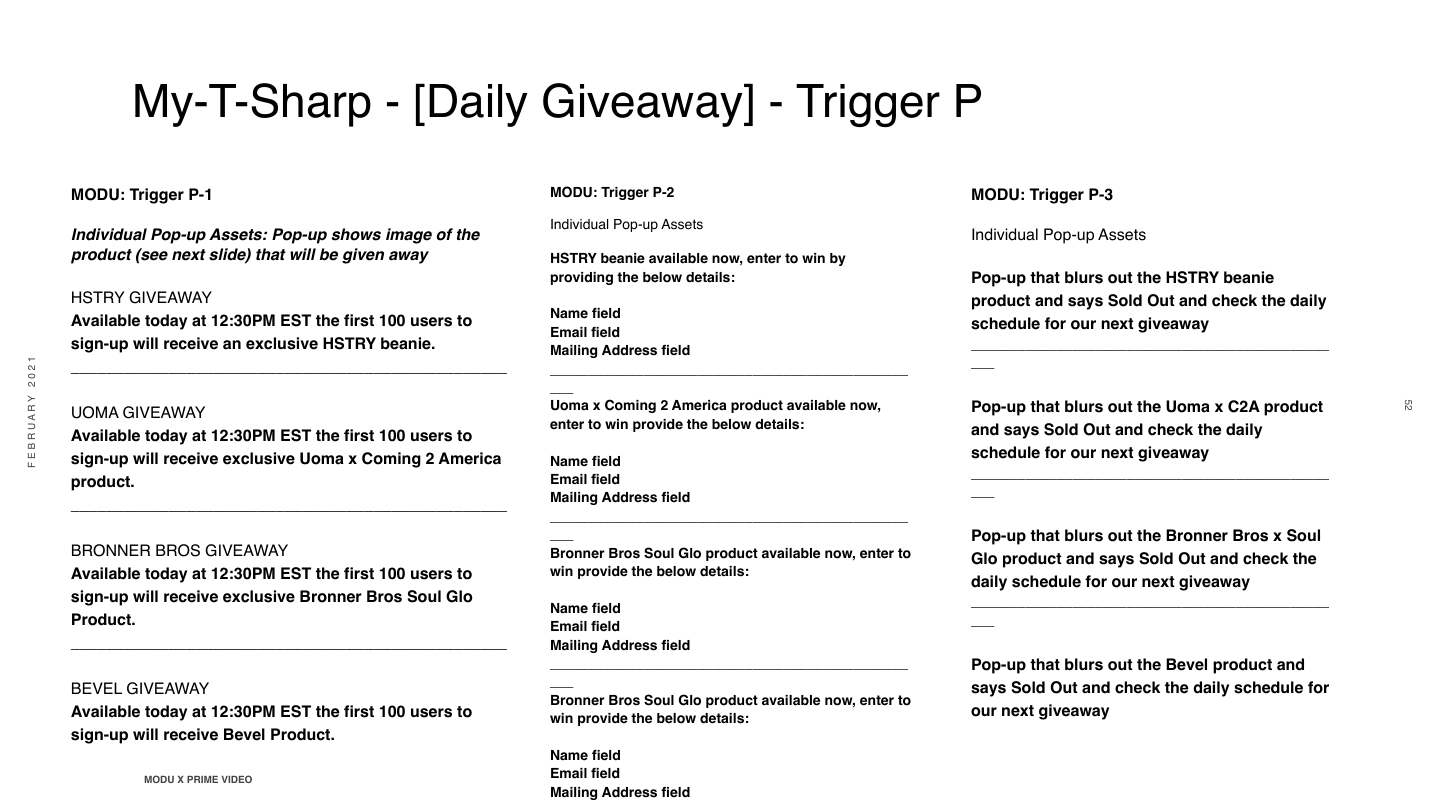 My-T-Sharp - [Daily Giveaway] - Trigger P
MODU: Trigger P-1
Individual Pop-up Assets: Pop-up shows image of the
product (see next slide) that will be given away
HSTRY GIVEAWAY
Available today at 12:30PM EST the first 100 users to
sign-up will receive an exclusive HSTRY beanie.
UOMA GIVEAWAY
Available today at 12:30PM EST the first 100 users to
sign-up will receive exclusive Uoma x Coming 2 America
product.
BRONNER BROS GIVEAWAY
Available today at 12:30PM EST the first 100 users to
sign-up will receive exclusive Bronner Bros Soul Glo
Product.
BEVEL GIVEAWAY
Available today at 12:30PM EST the first 100 users to
sign-up will receive Bevel Product.
MODU: Trigger P-2
Individual Pop-up Assets
HSTRY beanie available now, enter to win by
providing the below details:
Name field
Email field
Mailing Address field
Uoma x Coming 2 America product available now,
enter to win provide the below details:
Name field
Email field
Mailing Address field
Bronner Bros Soul Glo product available now, enter to
win provide the below details:
Name field
Email field
Mailing Address field
Bronner Bros Soul Glo product available now, enter to
win provide the below details:
Name field
Email field
Mailing Address field
MODU: Trigger P-3
Individual Pop-up Assets
Pop-up that blurs out the HSTRY beanie
product and says Sold Out and check the daily
schedule for our next giveaway
Pop-up that blurs out the Uoma x C2A product
and says Sold Out and check the daily
schedule for our next giveaway
Pop-up that blurs out the Bronner Bros x Soul
Glo product and says Sold Out and check the
daily schedule for our next giveaway
Pop-up that blurs out the Bevel product and
says Sold Out and check the daily schedule for
our next giveaway
FEBRUARY 2021
52
MODU X PRIME VIDEO